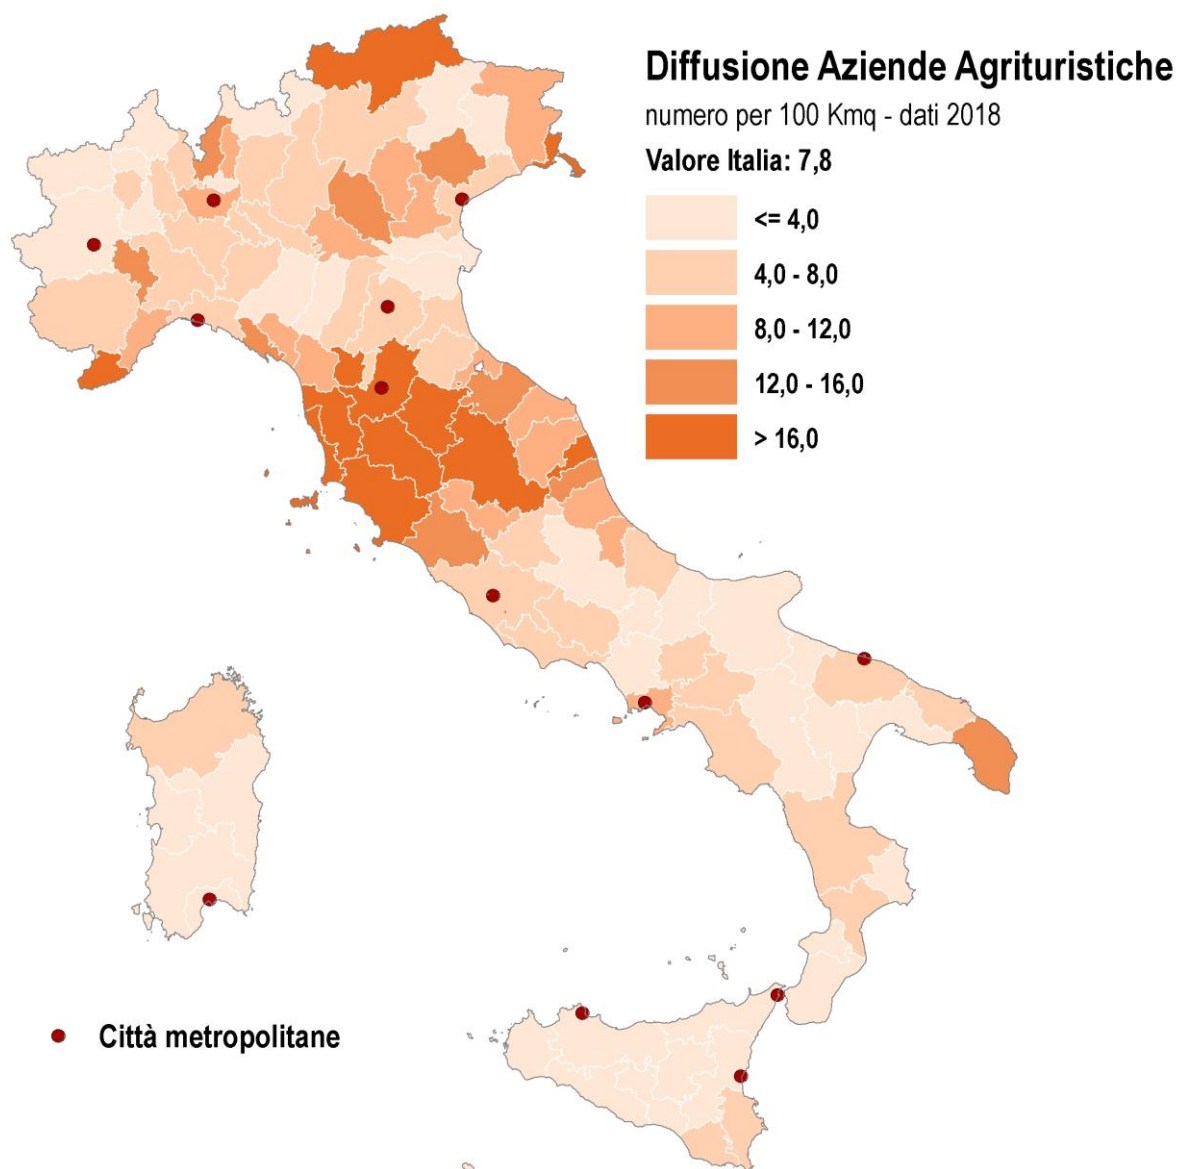 Diffusione Aziende Agrituristiche
numero per 100 Kmq - dati 2018
Valore Italia: 7,8
<= 4,0
4,0 - 8,0
8,0 - 12,0
12,0 - 16,0
> 16,0
Città metropolitane